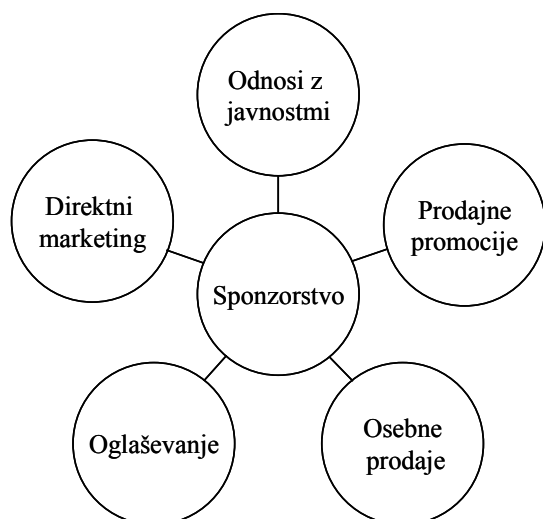 Odnosi z
javnostmi
Direktni
marketing
Prodajne
promocije
Sponzorstvo
Oglaševanje
Osebne
prodaje